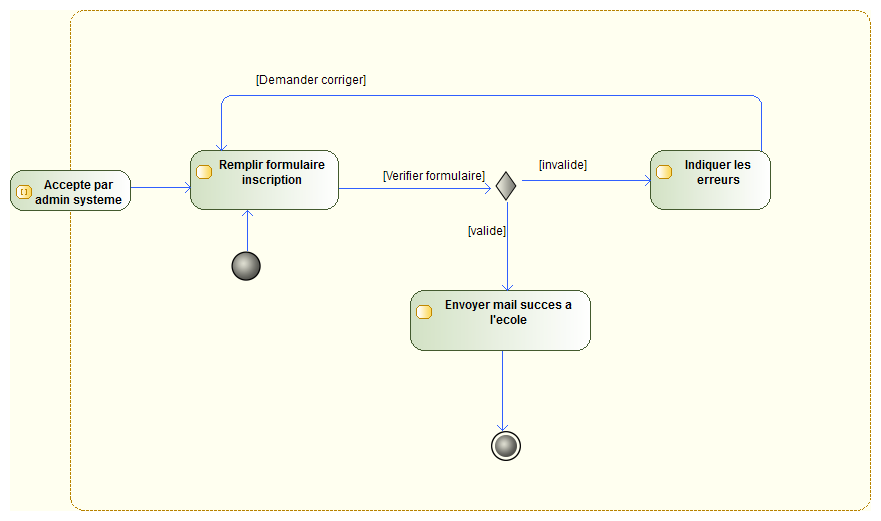 [Demander corriger]
Remplir formulaire
inscription
[Verifier formulaire]
[invalide]
Indiquer les
erreurs
Accepte par
admin systeme
[valide]
Envoyer mail succes a
l'ecole